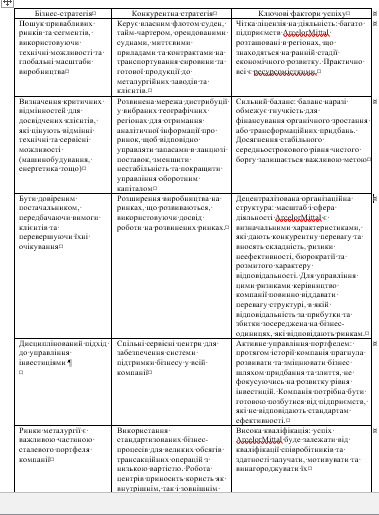 Бізнес-стратегія
Конкурентна стратегія
Ключові фактори успіху
Пошук привабливих
ринків та сегментів,
використовуючи
технічні можливості та
глобальні масштаби
виробництва
Керує власним флотом суден,
тайм-чартером, орендованими
суднами, миттєвими
приладами та контрактами на
транспортування сировини та
готової продукції до
металургійних заводів та
клієнтів.
Чітка ліцензія на діяльність: багато
підприємств ArcelorMittal
розташовані в регіонах, що
знаходяться на ранній стадії
економічного розвитку. Практично
всі є ресурсомісткими.
Визначення критичних
відмінностей для
досвідчених клієнтів,
які цінують відмінні
технічні та сервісні
можливості
(машинобудування,
енергетика тощо)
Розвинена мережа дистрибуції
у вибраних географічних
регіонах для отримання
аналітичної інформації про
ринок, щоб відповідно
управляти запасами в ланцюзі
поставок, зменшити
нестабільність та покращити
управління оборотним
капіталом
Сильний баланс: баланс наразі
обмежує гнучкість для
фінансування органічного зростання
або трансформаційних придбань.
Досягнення стабільного
середньострокового рівня чистого
боргу залишається важливою метою
Бути довіреним
постачальником,
передбачаючи вимоги
клієнтів та
перевершуючи їхні
очікування
Розширення виробництва на
ринках, що розвиваються,
використовуючи досвід
роботи на розвинених ринках.
Децентралізована організаційна
структура: масштаб і сфера
діяльності ArcelorMittal є
визначальними характеристиками,
які дають конкурентну перевагу та
вносять складність, ризики
неефективності, бюрократію та
розмитого характеру
відповідальності. Для управління
цими ризиками керівництво
компанії повинно віддавати
перевагу структурі, в якій
відповідальність за прибутки та
збитки зосереджена на бізнес-
одиницях, які відповідають ринкам.
Дисциплінований підхід
до управління
інвестиціями
Спільні сервісні центри для
забезпечення системи
підтримки бізнесу у всій
компанії
Активне управління портфелем:
протягом історії компанія прагнула
розвивати та змінювати бізнес
шляхом придбання та злиття, не
фокусуючись на розвитку рівня
інвестицій. Компанія потрібна бути
готовою позбутися від підприємств,
які не відповідають стандартам
ефективності.
Ринки металургії є
важливою частиною
сталевого портфеля
компанії
Використання
стандартизованих бізнес-
процесів для великих обсягів
трансакційних операцій з
низькою вартістю. Робота
центрів приносить користь як
внутрішнім, так і зовнішнім
Висока кваліфікація: успіх
ArcelorMittal буде залежати від
кваліфікації співробітників та
здатності залучати, мотивувати та
винагороджувати їх